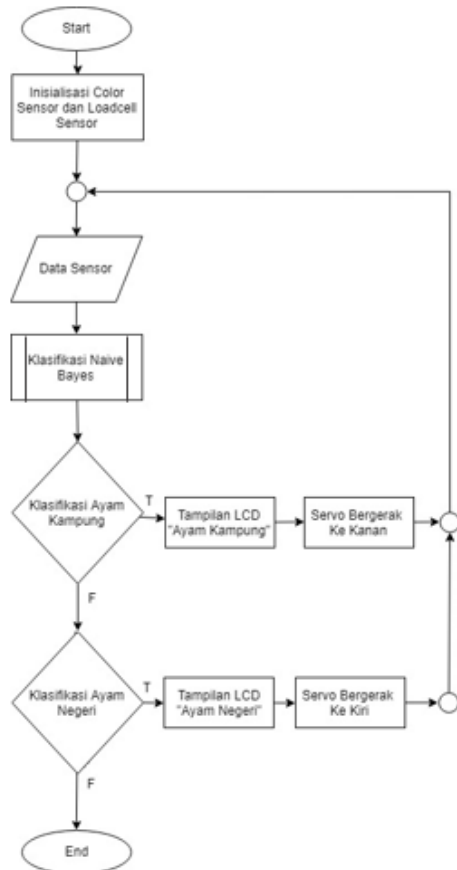 Start
Inisialisasi Color
Sensor dan Loadcell
Sensor
Data Sensor
Klasifikasi Naive
Bayes
Klasifikasi Ayam
Kampung
T
Tampilan LCD
"Ayam Kampung"
Servo Bergerak
Ke Kanan
F
Klasifikasi Ayam
Negeri
T
Tampilan LCD
"Ayam Negeri"
Servo Bergerak
Ke Kiri
F
End